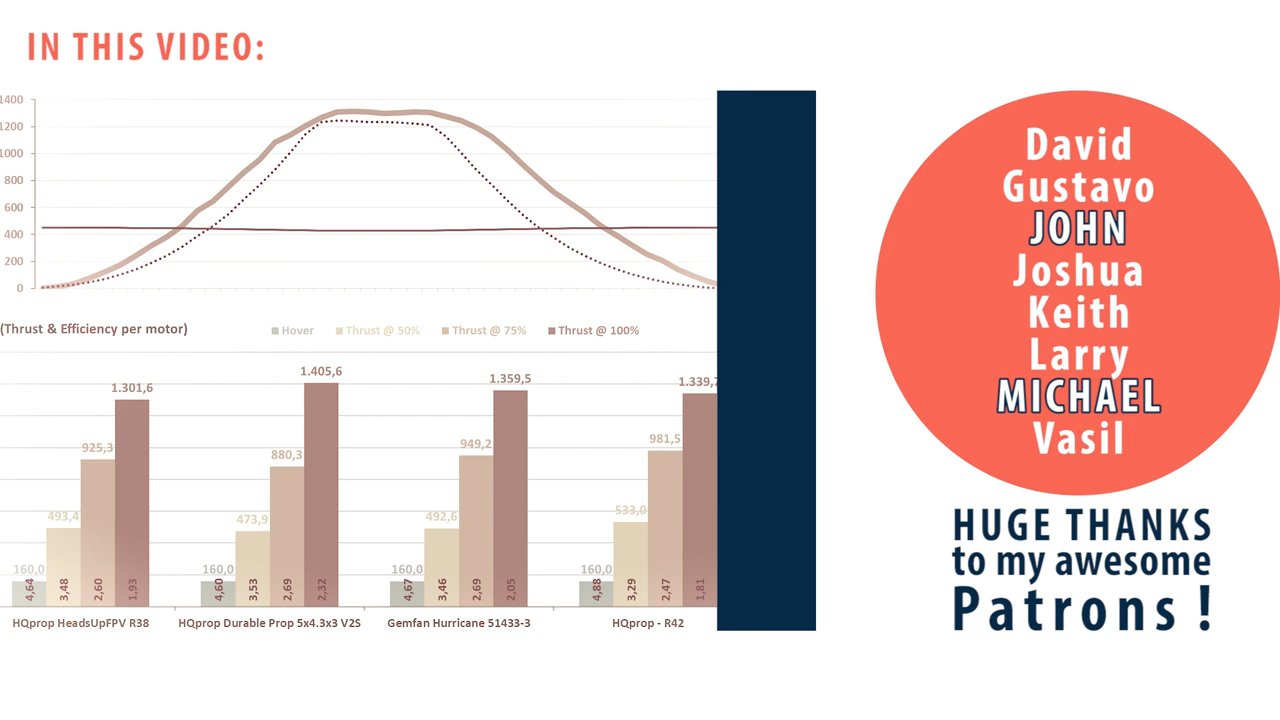 IN THIS VIDEO:
1400
1200
1000
800
600
400
200
0
(Thrust & Efficiency per motor)
Hover Thrust @ 50% Thrust @ 75% Thrust @ 100%
160,0 493,4 925,3 1.301,6
4,64 3,48 2,60 1,93
160,0 473,9 880,3 1.405,6
4,60 3,53 2,69 2,32
160,0 492,6 949,2 1.359,5
4,67 3,46 2,69 2,05
160,0 533,0 981,5 1.339,7
4,88 3,29 2,47 1,81
HQprop HeadsUpFPV R38
HQprop Durable Prop 5x4.3x3 V2S
Gemfan Hurricane 51433-3
HQprop - R42
David
Gustavo
JOHN
Joshua
Keith
Larry
MICHAEL
Vasil
HUGE THANKS
to my awesome
Patrons !